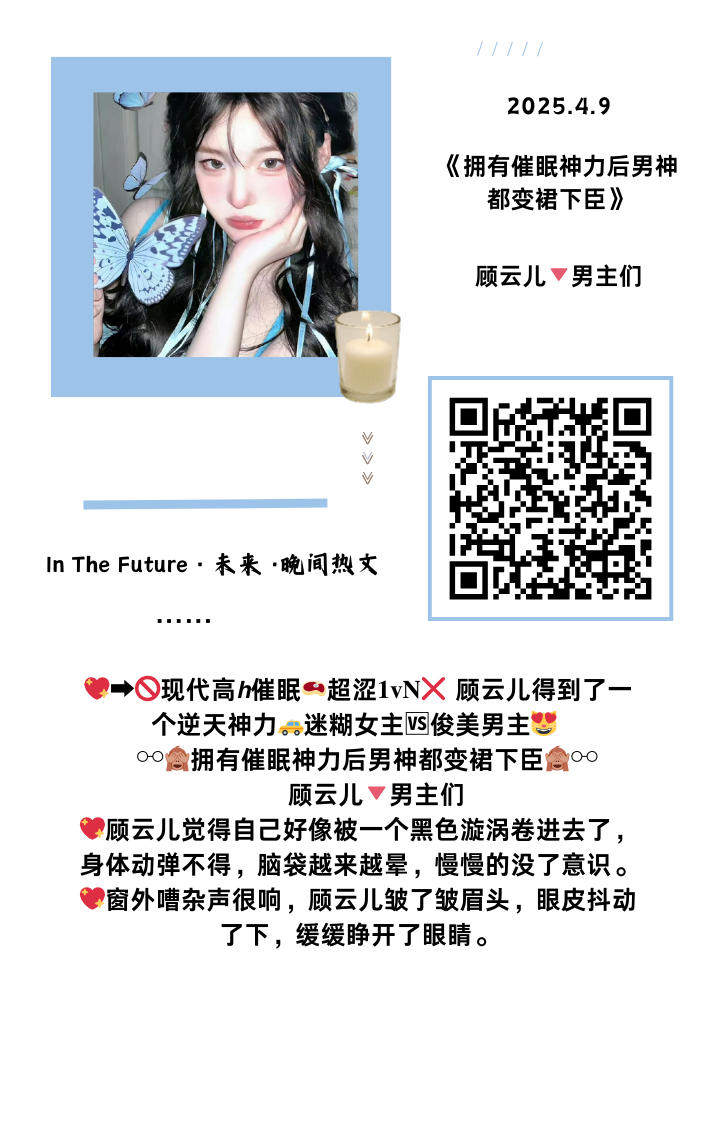 / / / / /
2025.4.9
《拥有催眠神力后男神
都变裙下臣》
顾云儿🔻男主们
In The Future · 未来 ·晚间热文
······
💖➡🚫现代高h催眠🥩超涩1vN❌ 顾云儿得到了一
个逆天神力🚕迷糊女主🆚俊美男主😻
👓🙈拥有催眠神力后男神都变裙下臣🙈👓
顾云儿🔻男主们
💖顾云儿觉得自己好像被一个黑色漩涡卷进去了，
身体动弹不得，脑袋越来越晕，慢慢的没了意识。
💖窗外嘈杂声很响，顾云儿皱了皱眉头，眼皮抖动
了下，缓缓睁开了眼睛。